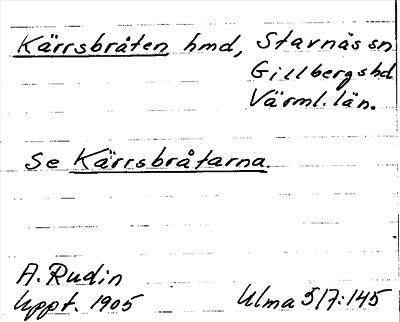 Kärrsbråten hmd, Stavnäs sn
Gillbergs hd
Värml. län.
Se Kärrsbråtarna.
A. Rudin
Uppt. 1905
Ulma 517:145